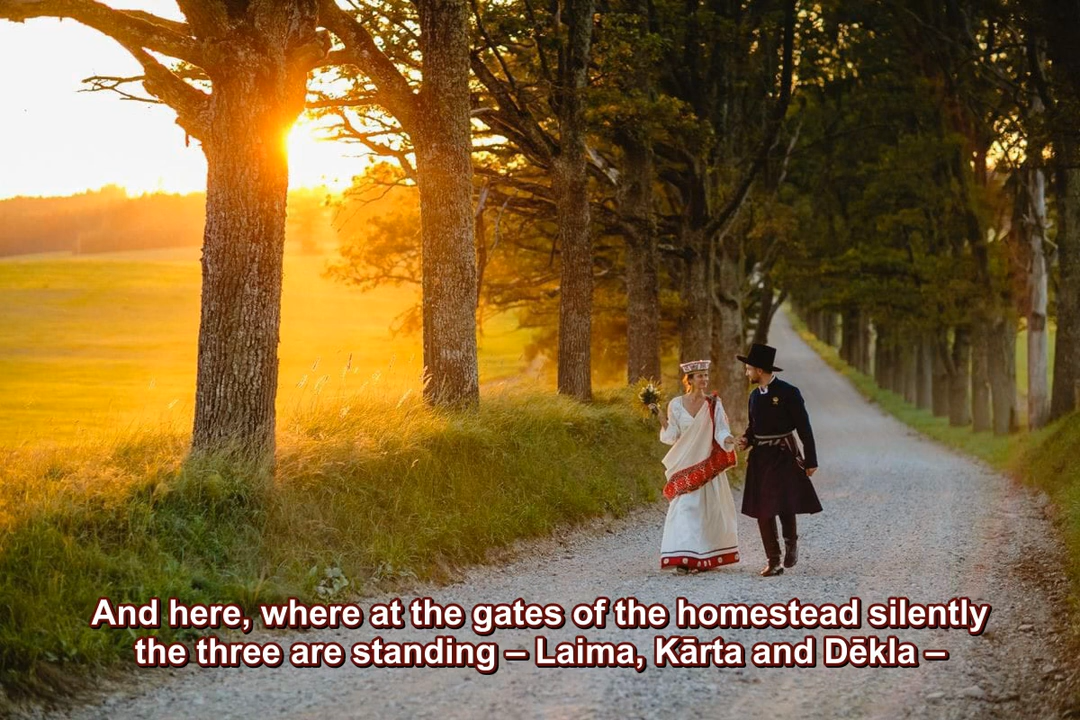 And here, where at the gates of the homestead silently
the three are standing – Laima, Kārta and Dēkla –